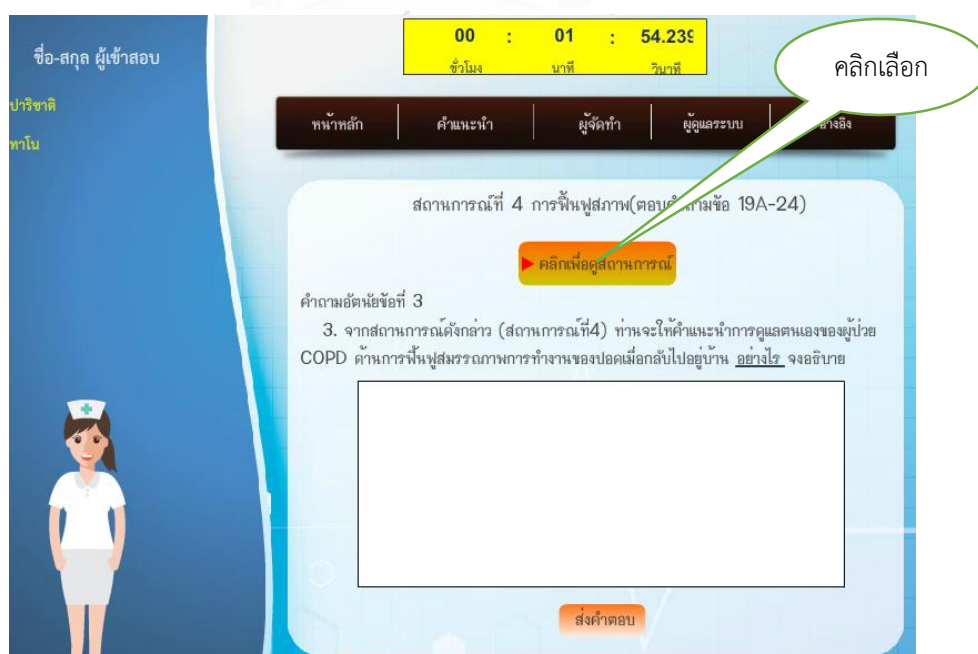 ชื่อ-สกุล ผู้เข้าสอบ
ปาริชาติ
ทาโน
00 : 01 : 54.239
ชั่วโมง นาที วินาที
คลิกเลือก
หน้าหลัก คำแนะนำ ผู้จัดทำ ผู้ดูแลระบบ
สถานการณ์ที่ 4 การฟื้นฟูสภาพ(ตอบคำถามข้อ 19A-24)
คลิกเพื่อดูสถานการณ์
คำถามอัตนัยข้อที่ 3
3. จากสถานการณ์ดังกล่าว (สถานการณ์ที่4) ท่านจะให้คำแนะนำการดูแลตนเองของผู้ป่วย
COPD ด้านการฟื้นฟูสมรรถภาพการทำงานของปอดเมื่อกลับไปอยู่บ้าน อย่างไร จงอธิบาย
ส่งคำตอบ